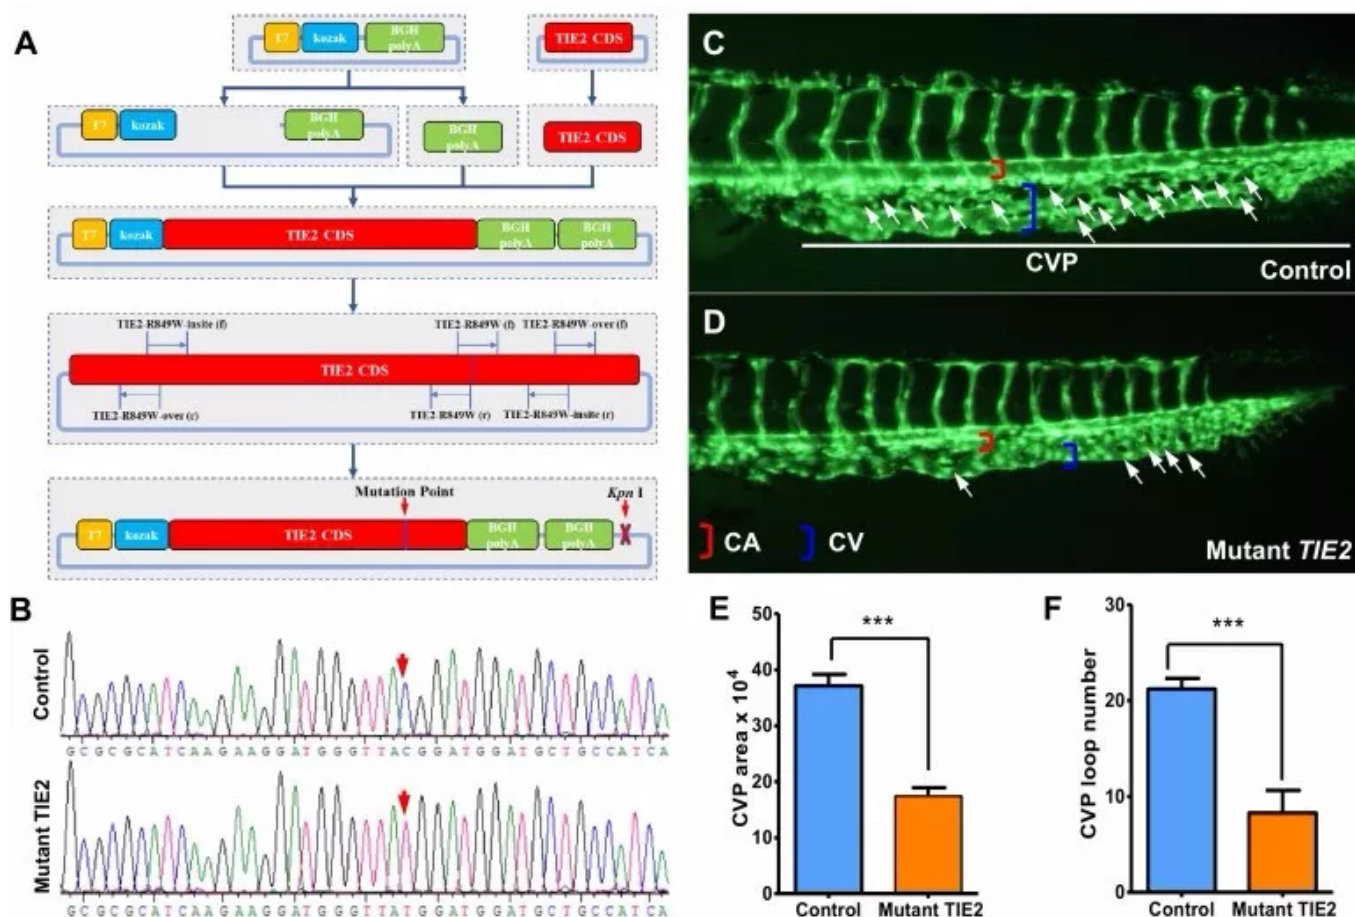 A
T7 kozak BGH polyA
TIE2 CDS
T7 kozak
BGH polyA
BGH polyA
TIE2 CDS
T7 kozak TIE2 CDS BGH polyA BGH polyA
TIE2-R849W-insite (f) TIE2-R849W (f) TIE2-R849W-over (f)
TIE2 CDS
TIE2-R849W-over (r) TIE2-R849W (r) TIE2-R849W-insite (r)
Mutation Point Kpn I
T7 kozak TIE2 CDS BGH polyA BGH polyA
X
B
Control
GCGCGCATCAAGAAGGATGGGTTACGGATGGATGCTGCCATCA
Mutant TIE2
GCGCGCATCAAGAAGGATGGGTTATGGATGGATGCTGCCATCA
C
CVP
Control
D
CA CV
Mutant TIE2
E
CVP area x 10⁴
50
40
30
20
10
0
***
Control Mutant TIE2
F
CVP loop number
30
20
10
0
***
Control Mutant TIE2